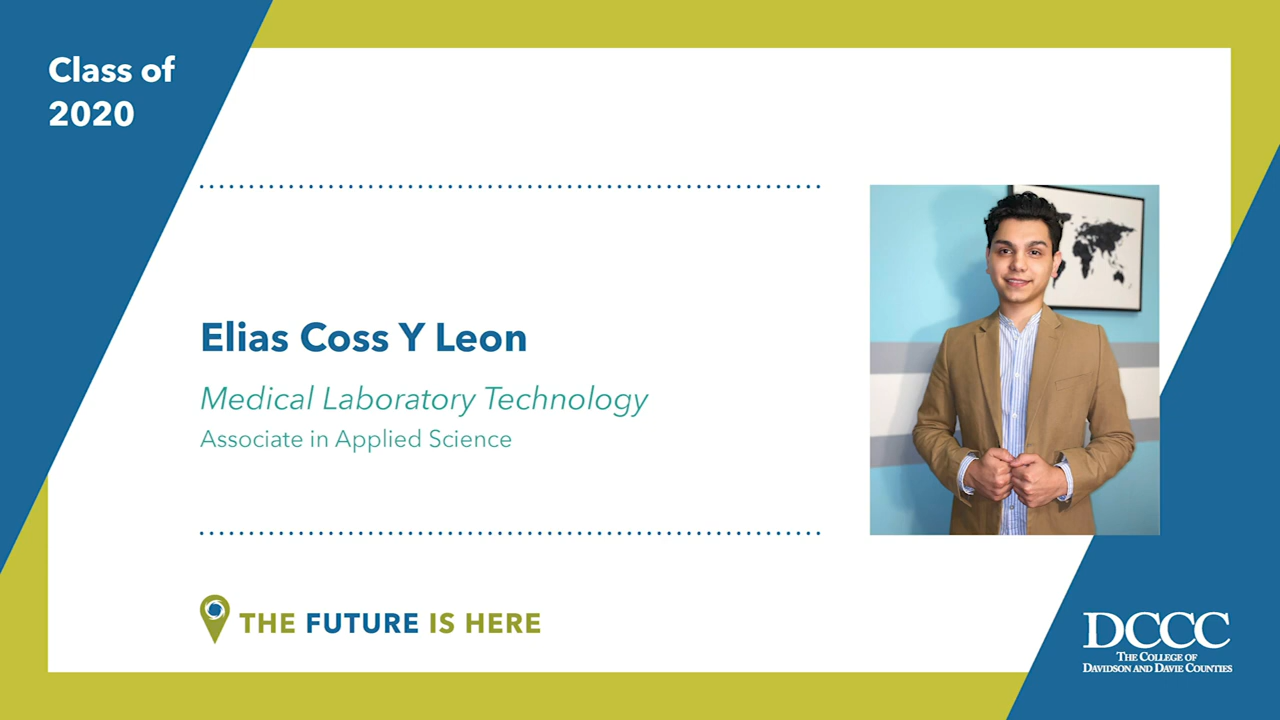 Class of
2020
Elias Coss Y Leon
Medical Laboratory Technology
Associate in Applied Science
THE FUTURE IS HERE
DCCC
THE COLLEGE OF
DAVIDSON AND DAVIE COUNTIES